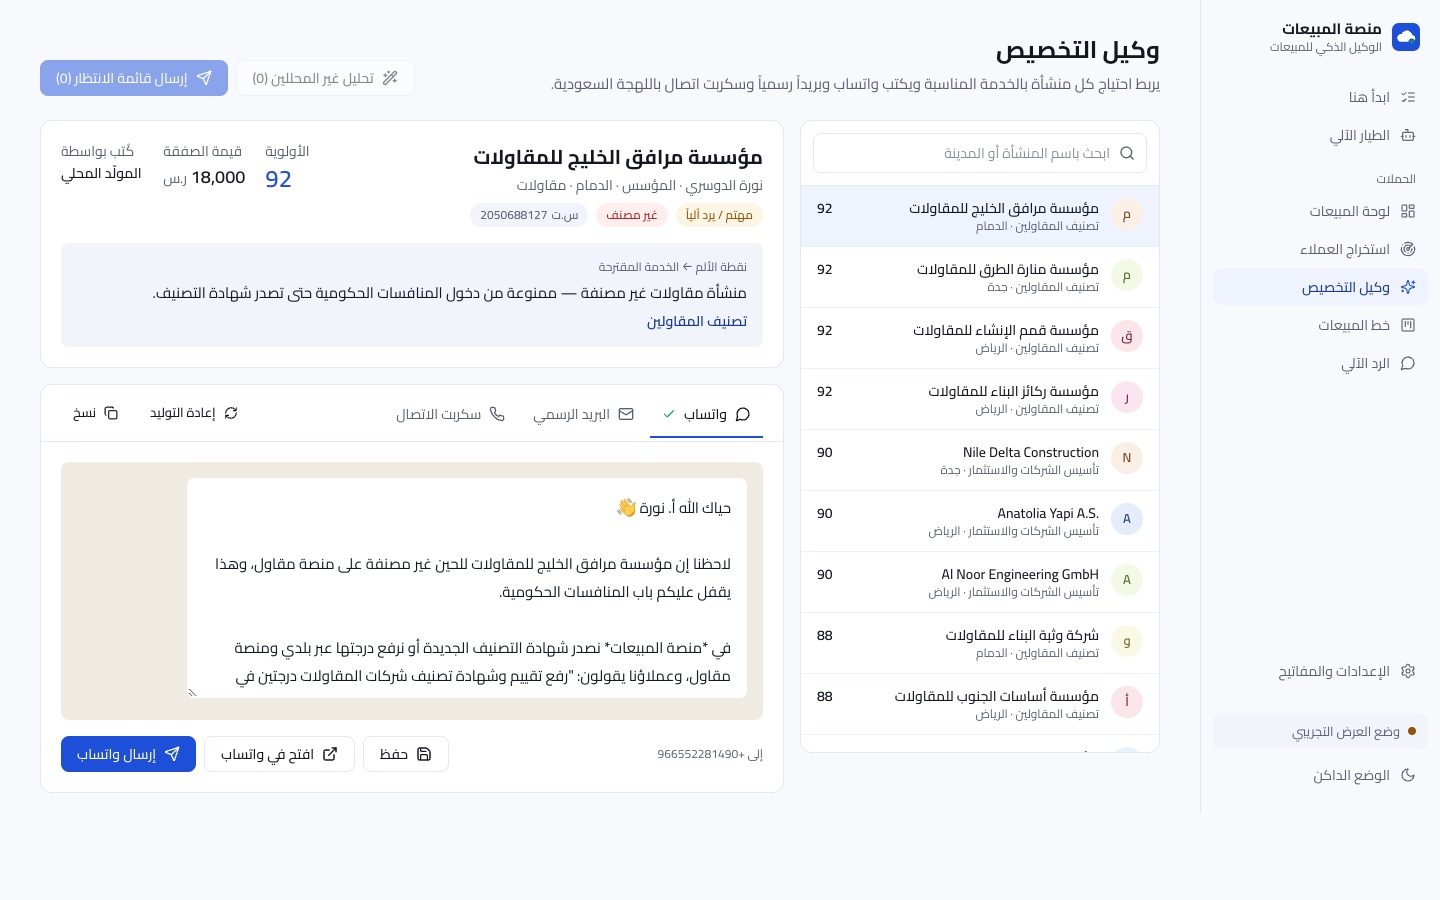 منصة المبيعات
الوكيل الذكي للمبيعات
ابدأ هنا
الطيار الآلي
الحملات
لوحة المبيعات
استخراج العملاء
وكيل التخصيص
خط المبيعات
الرد الآلي
الإعدادات والمفاتيح
وضع العرض التجريبي
الوضع الداكن
وكيل التخصيص
يربط احتياج كل منشأة بالخدمة المناسبة ويكتب واتساب وبريداً رسمياً وسكربت اتصال باللهجة السعودية.
تحليل غير المحللين (0)
إرسال قائمة الانتظار (0)
ابحث باسم المنشأة أو المدينة
م
مؤسسة مرافق الخليج للمقاولات
92
تصنيف المقاولين · الدمام
م
مؤسسة منارة الطرق للمقاولات
92
تصنيف المقاولين · جدة
ق
مؤسسة قمم الإنشاء للمقاولات
92
تصنيف المقاولين · الرياض
ر
مؤسسة ركائز البناء للمقاولات
92
تصنيف المقاولين · الرياض
N
Nile Delta Construction
90
تأسيس الشركات والاستثمار · جدة
A
Anatolia Yapi A.S.
90
تأسيس الشركات والاستثمار · الرياض
A
Al Noor Engineering GmbH
90
تأسيس الشركات والاستثمار · الرياض
و
شركة وثبة البناء للمقاولات
88
تصنيف المقاولين · الدمام
أ
مؤسسة أساسات الجنوب للمقاولات
88
تصنيف المقاولين · الرياض
مؤسسة مرافق الخليج للمقاولات
نورة الدوسري · المؤسس · الدمام · مقاولات
مهتم / يرد آلياً
غير مصنف
س.ت 2050688127
الأولوية
92
قيمة الصفقة
18,000 ر.س
كُتب بواسطة
المولّد المحلي
نقطة الألم ← الخدمة المقترحة
منشأة مقاولات غير مصنفة — ممنوعة من دخول المنافسات الحكومية حتى تصدر شهادة التصنيف.
تصنيف المقاولين
واتساب
البريد الرسمي
سكربت الاتصال
إعادة التوليد
نسخ
حياك الله أ. نورة 👋
لاحظنا إن مؤسسة مرافق الخليج للمقاولات للحين غير مصنفة على منصة مقاول، وهذا
يقفل عليكم باب المنافسات الحكومية.
في *منصة المبيعات* نصدر شهادة التصنيف الجديدة أو نرفع درجتها عبر بلدي ومنصة
مقاول، وعملاؤنا يقولون: "رفع تقييم وشهادة تصنيف شركات المقاولات درجتين في
إلى +966552281490
حفظ
افتح في واتساب
إرسال واتساب